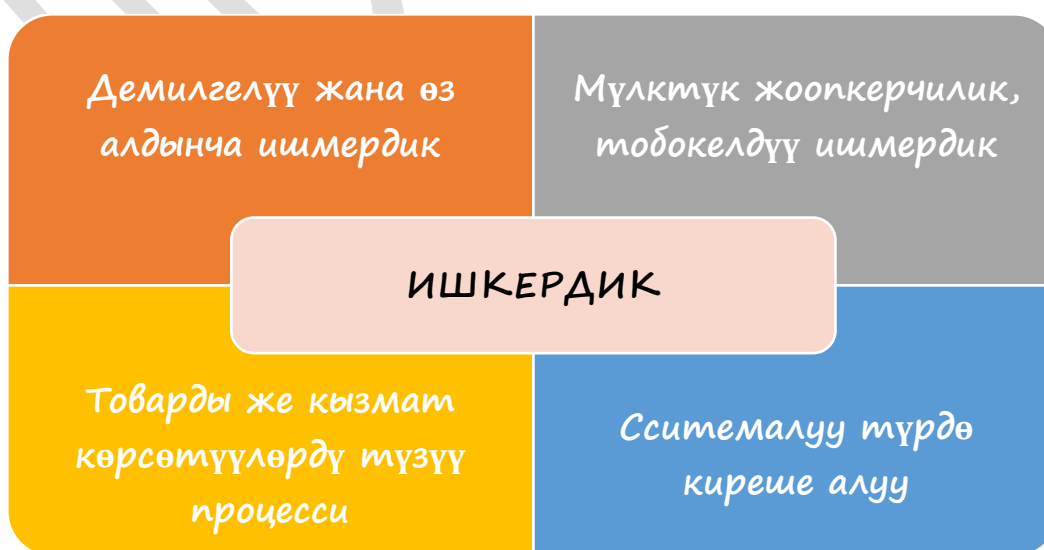 Демилгелүү жана өз
алдынча ишмердик
Мүлктүк жоопкерчилик,
тобокелдүү ишмердик
ИШКЕРДИК
Товарды же кызмат
көрсөтүүлөрдү түзүү
процесси
Сситемалуу түрдө
киреше алуу